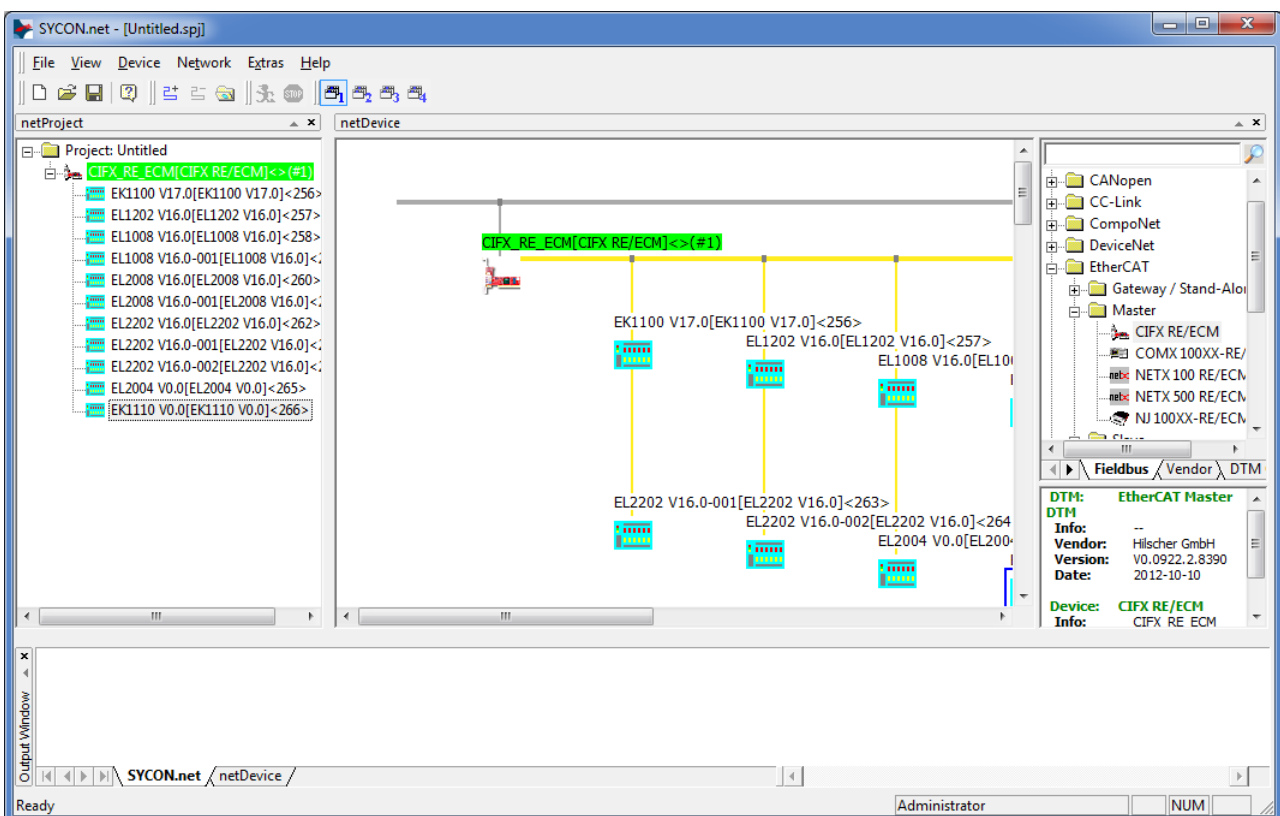 SYCON.net - [Untitled.spj]
File View Device Network Extras Help
netProject
Project: Untitled
CIFX_RE_ECM[CIFX RE/ECM]<>(#1)
EK1100 V17.0[EK1100 V17.0]<256>
EL1202 V16.0[EL1202 V16.0]<257>
EL1008 V16.0[EL1008 V16.0]<258>
EL1008 V16.0-001[EL1008 V16.0]<
EL2008 V16.0[EL2008 V16.0]<260>
EL2008 V16.0-001[EL2008 V16.0]<
EL2202 V16.0[EL2202 V16.0]<262>
EL2202 V16.0-001[EL2202 V16.0]<
EL2202 V16.0-002[EL2202 V16.0]<
EL2004 V0.0[EL2004 V0.0]<265>
EK1110 V0.0[EK1110 V0.0]<266>
netDevice
CIFX_RE_ECM[CIFX RE/ECM]<>(#1)
EK1100 V17.0[EK1100 V17.0]<256>
EL1202 V16.0[EL1202 V16.0]<257>
EL1008 V16.0[EL10
EL2202 V16.0-001[EL2202 V16.0]<263>
EL2202 V16.0-002[EL2202 V16.0]<264
EL2004 V0.0[EL200
CANopen
CC-Link
CompoNet
DeviceNet
EtherCAT
Gateway / Stand-Alo
Master
CIFX RE/ECM
COMX 100XX-RE/
NETX 100 RE/ECM
NETX 500 RE/ECM
NJ 100XX-RE/ECM
Fieldbus Vendor DTM
DTM: EtherCAT Master
DTM
Info: --
Vendor: Hilscher GmbH
Version: V0.0922.2.8390
Date: 2012-10-10
Device: CIFX RE/ECM
Info: CIFX RE ECM
Output Window
SYCON.net netDevice
Ready
Administrator
NUM